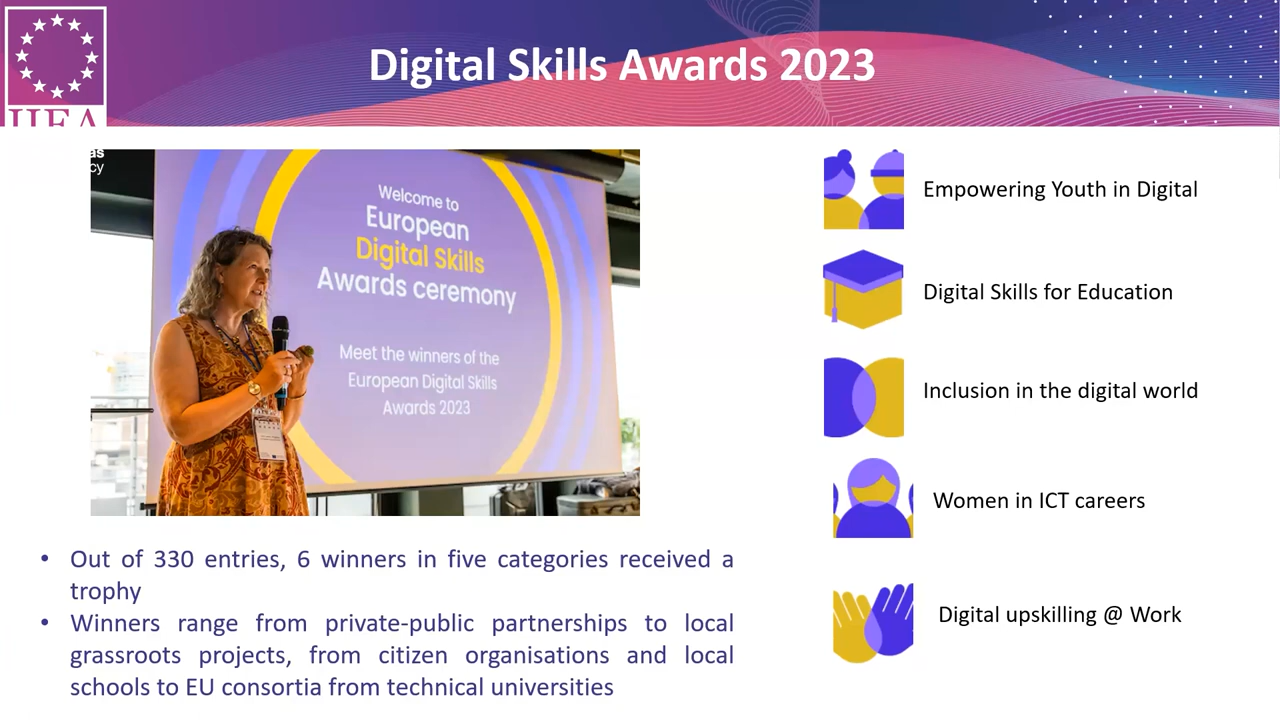 IIEA
Digital Skills Awards 2023
as
cy
Welcome to
European
Digital Skills
Awards ceremony
Meet the winners of the
European Digital Skills
Awards 2023
• Out of 330 entries, 6 winners in five categories received a
trophy
• Winners range from private-public partnerships to local
grassroots projects, from citizen organisations and local
schools to EU consortia from technical universities
Empowering Youth in Digital
Digital Skills for Education
Inclusion in the digital world
Women in ICT careers
Digital upskilling @ Work